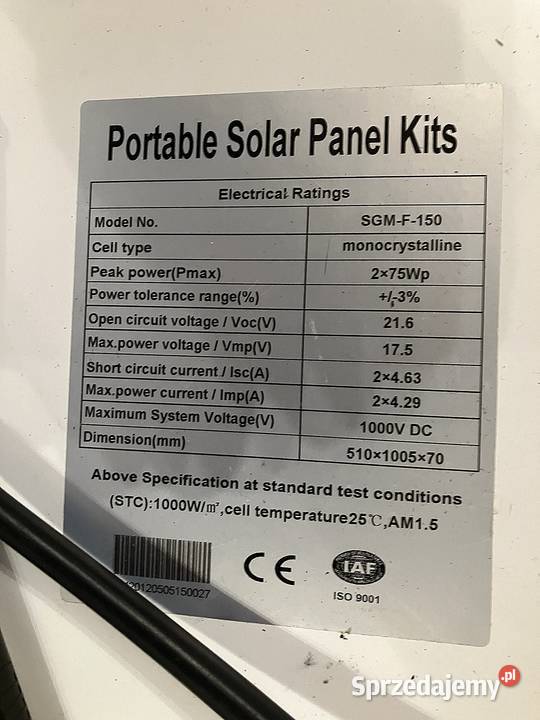 Portable Solar Panel Kits
Electrical Ratings
Model No. SGM-F-150
Cell type monocrystalline
Peak power(Pmax) 2×75Wp
Power tolerance range(%) +/-3%
Open circuit voltage / Voc(V) 21.6
Max.power voltage / Vmp(V) 17.5
Short circuit current / Isc(A) 2×4.63
Max.power current / Imp(A) 2×4.29
Maximum System Voltage(V) 1000V DC
Dimension(mm) 510×1005×70
Above Specification at standard test conditions
(STC):1000W/㎡,cell temperature25℃,AM1.5
20120505150027
CE
IAF
ISO 9001
Sprzedajemy.pl